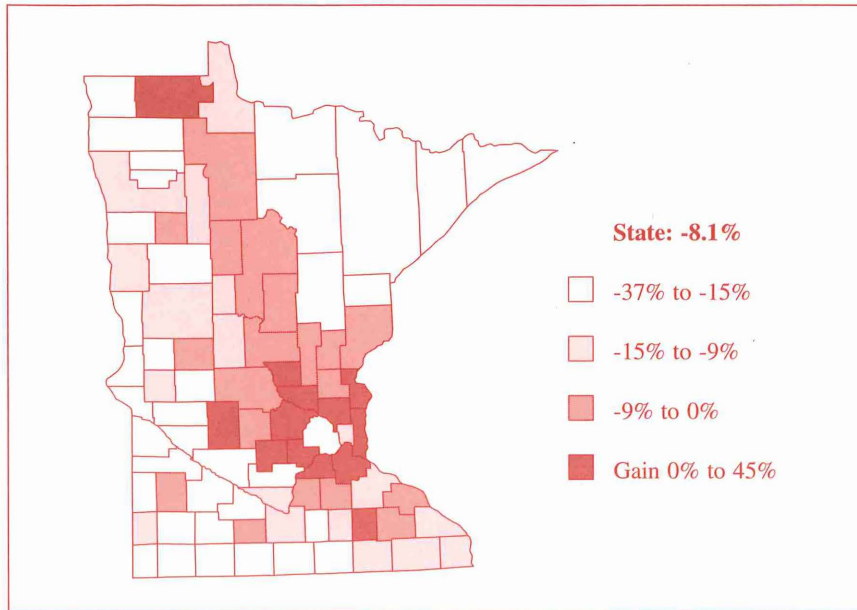 State: -8.1%
-37% to -15%
-15% to -9%
-9% to 0%
Gain 0% to 45%